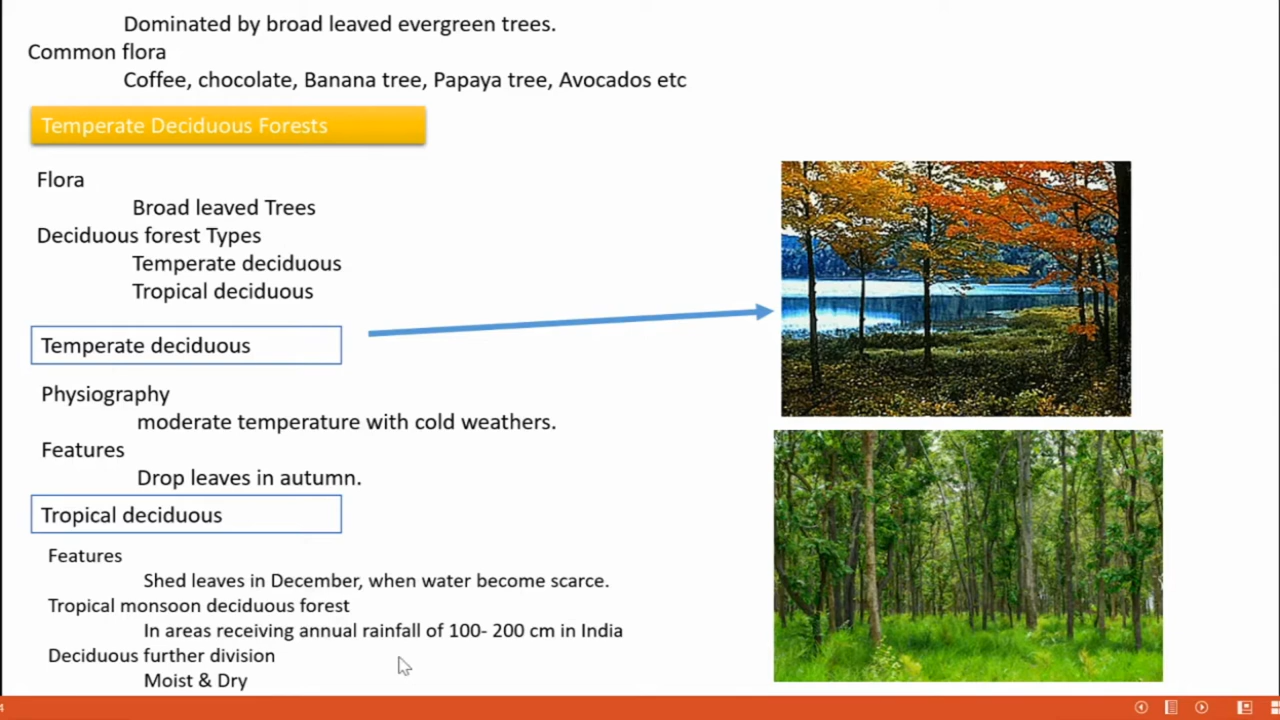 Dominated by broad leaved evergreen trees.
Common flora
Coffee, chocolate, Banana tree, Papaya tree, Avocados etc
Temperate Deciduous Forests
Flora
Broad leaved Trees
Deciduous forest Types
Temperate deciduous
Tropical deciduous
Temperate deciduous
Physiography
moderate temperature with cold weathers.
Features
Drop leaves in autumn.
Tropical deciduous
Features
Shed leaves in December, when water become scarce.
Tropical monsoon deciduous forest
In areas receiving annual rainfall of 100- 200 cm in India
Deciduous further division
Moist & Dry
4